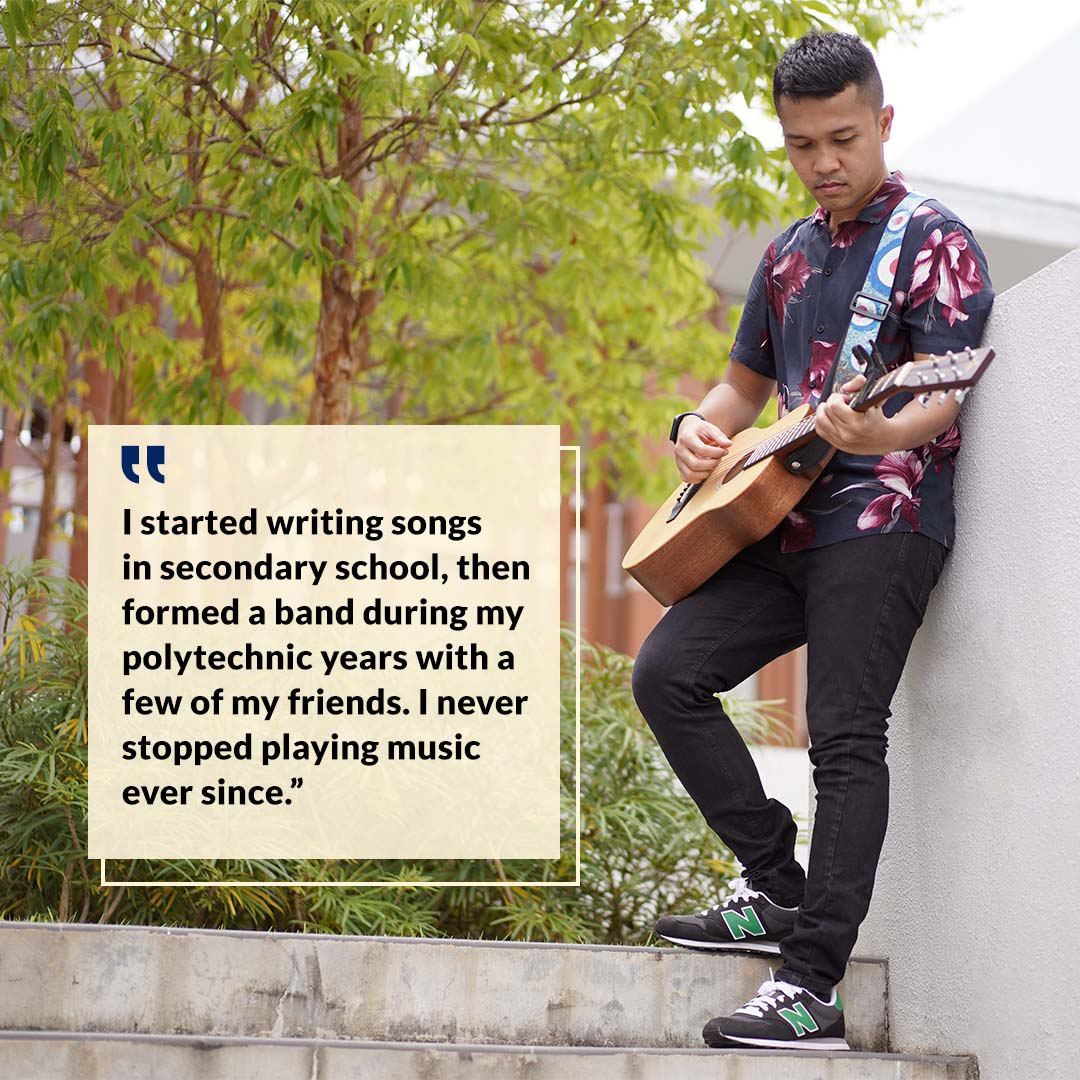 “
I started writing songs
in secondary school, then
formed a band during my
polytechnic years with a
few of my friends. I never
stopped playing music
ever since.”
N
N